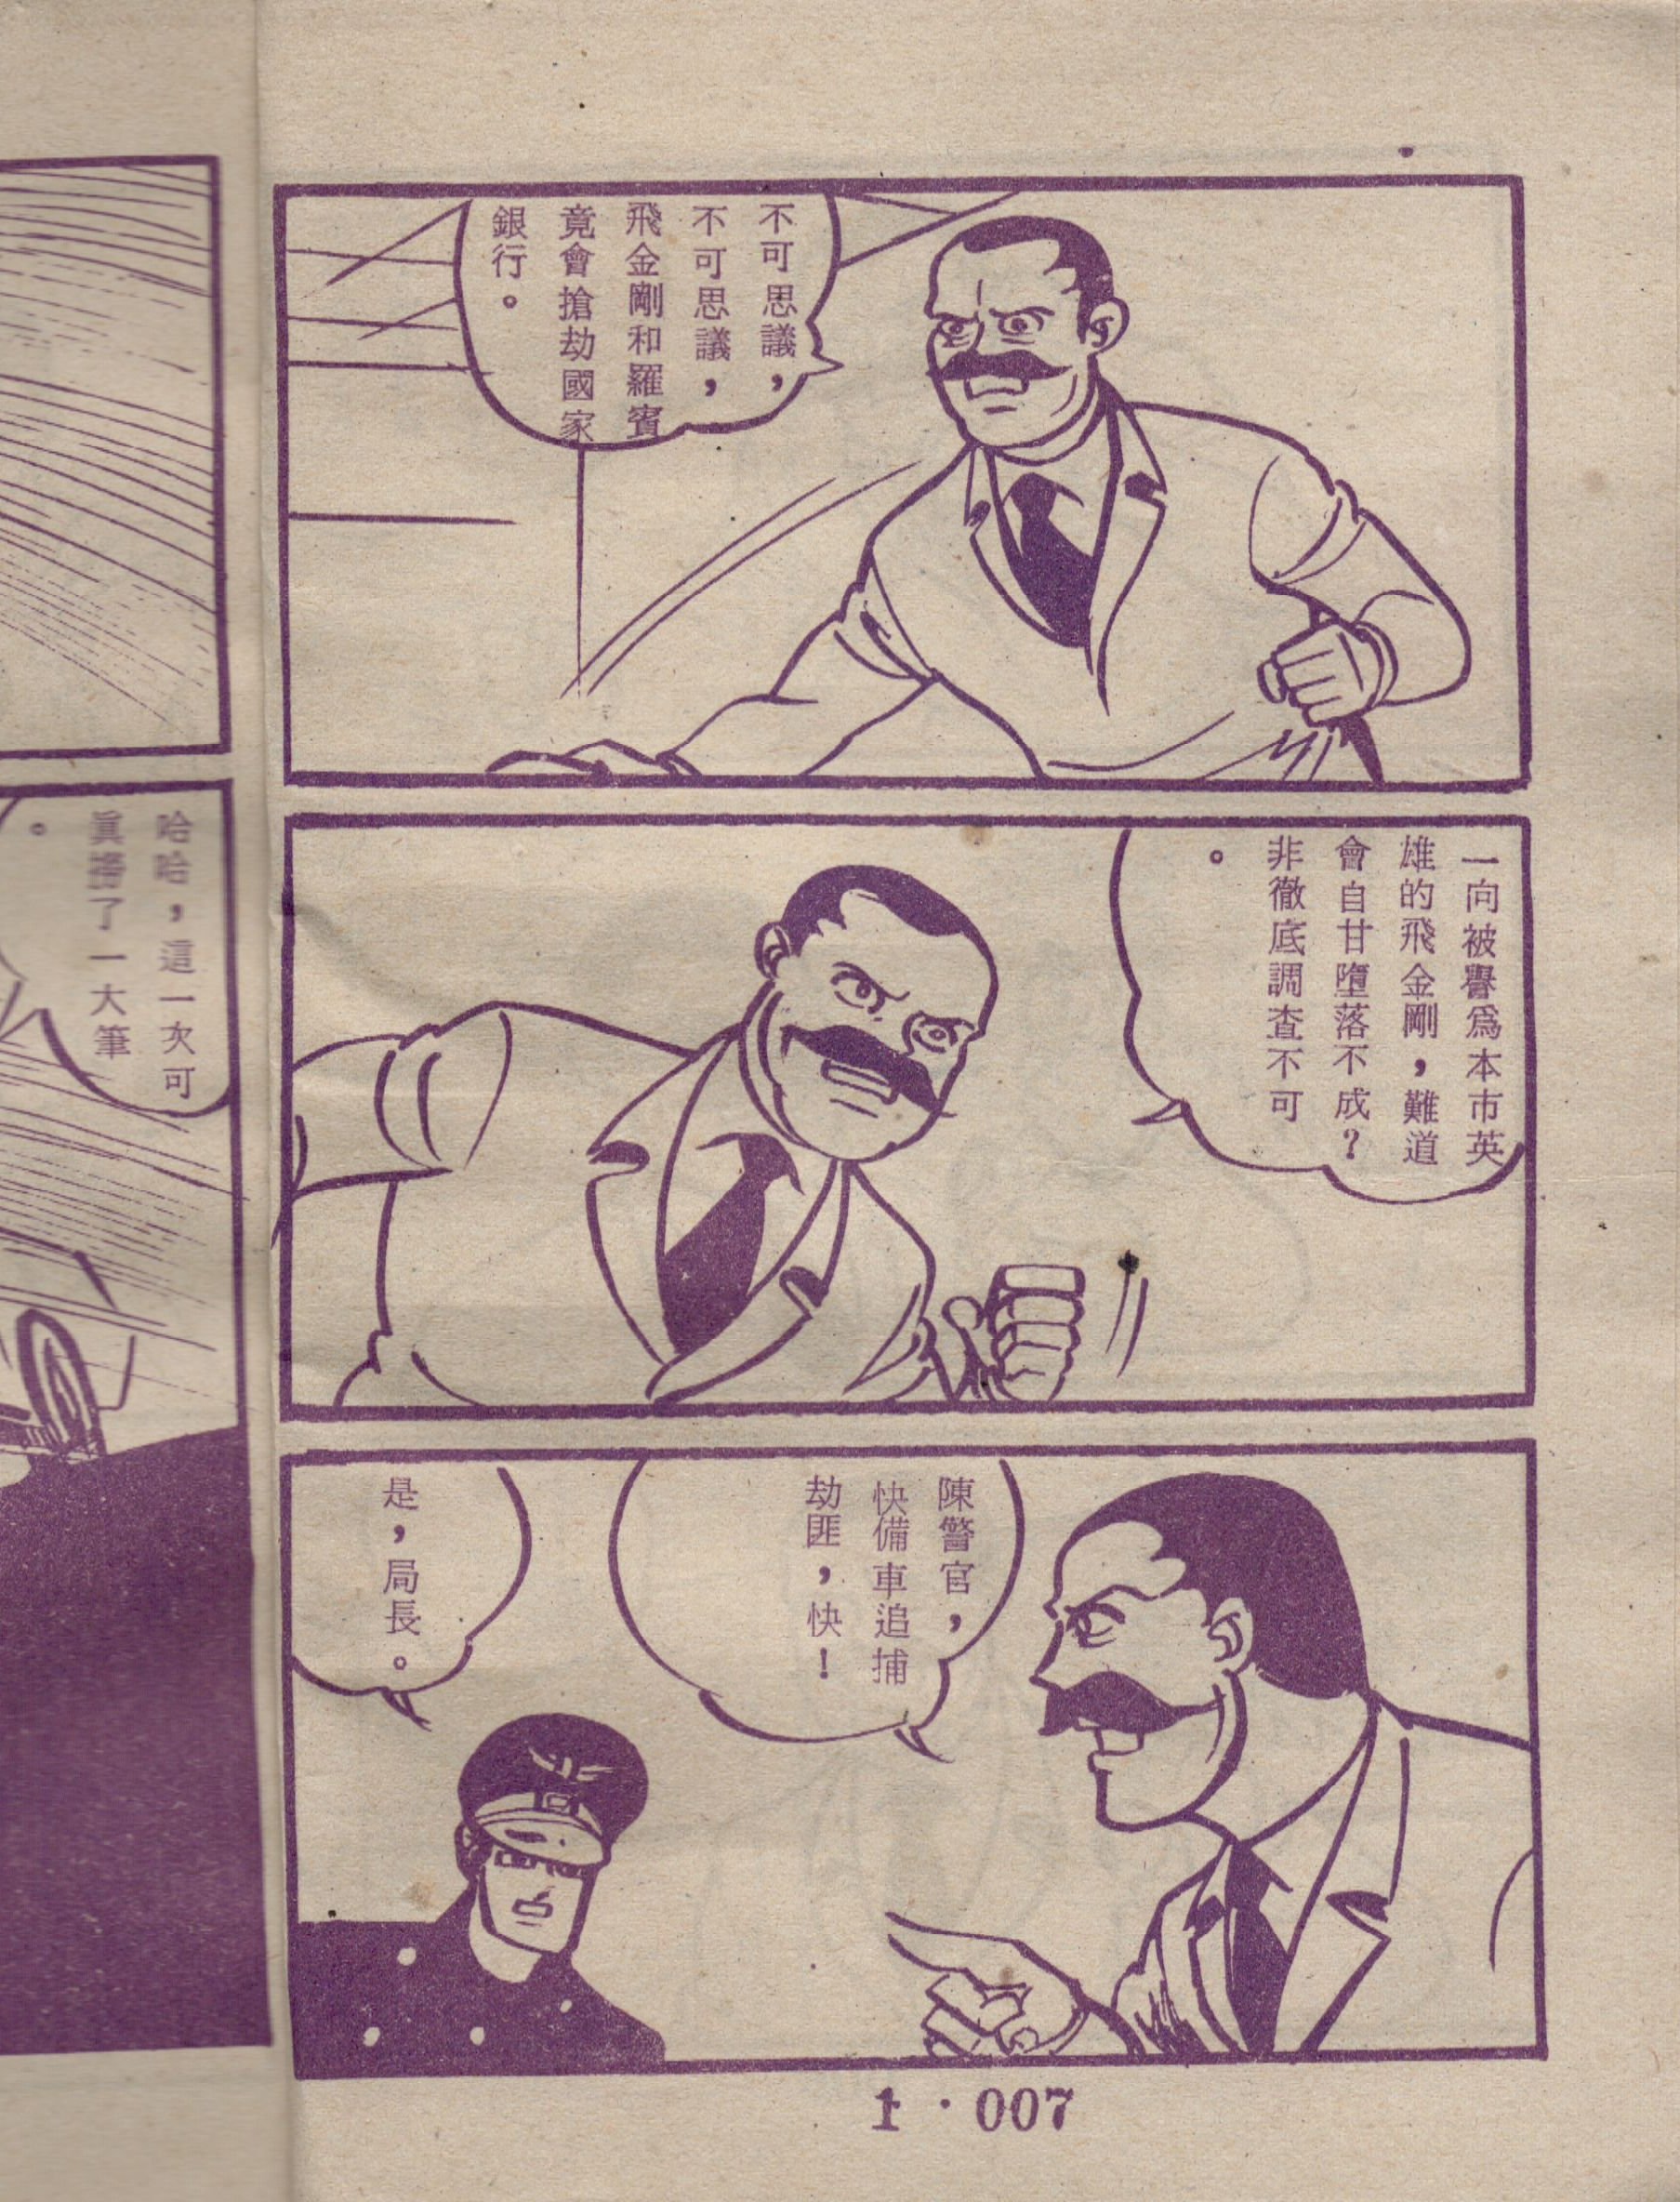 不可思議，
不可思議，
飛金剛和羅賓
竟會搶劫國家
銀行。
一向被譽爲本市英
雄的飛金剛，難道
會自甘墮落不成？
非徹底調查不可
。
陳警官，
快備車追捕
劫匪，快！
是，局長。
1·007
哈哈，這一次可
眞撈了一大筆
。